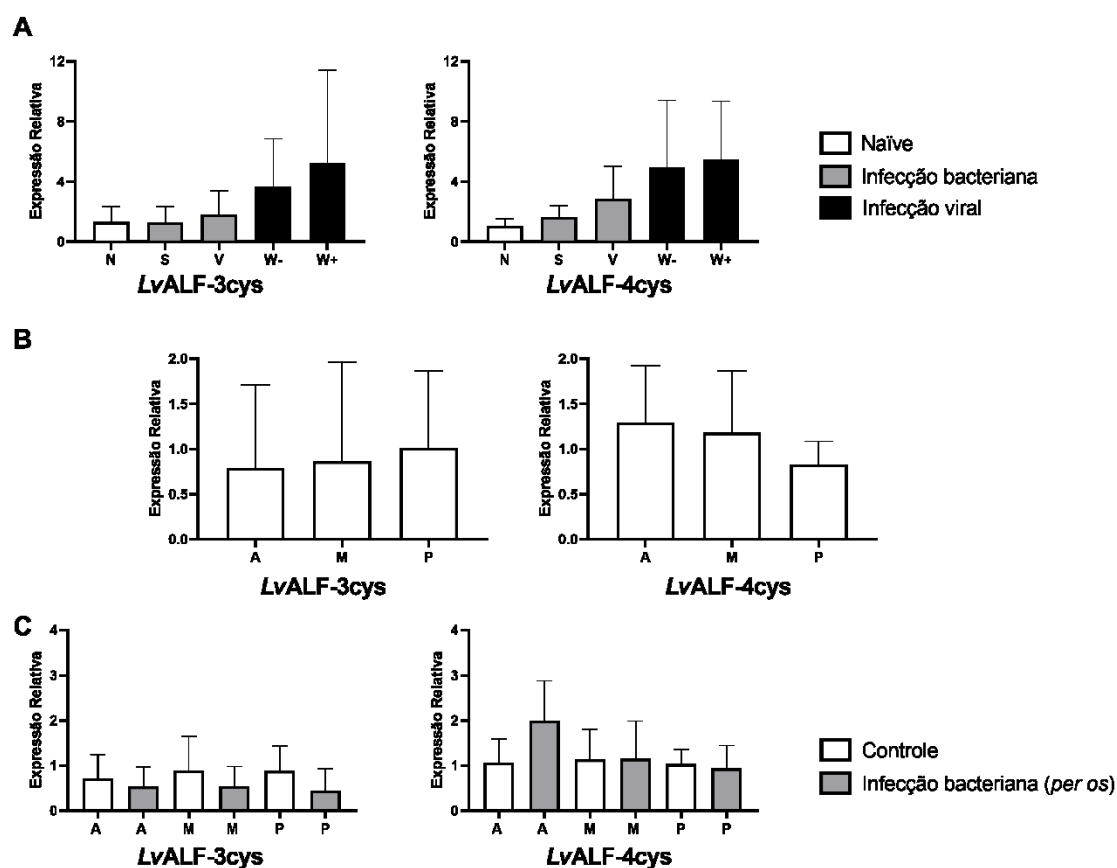 A
Expressão Relativa
12
8
4
0
N S V W- W+
LvALF-3cys
Expressão Relativa
12
8
4
0
N S V W- W+
LvALF-4cys
Naïve
Infecção bacteriana
Infecção viral
B
Expressão Relativa
2.0
1.5
1.0
0.5
0.0
A M P
LvALF-3cys
Expressão Relativa
2.0
1.5
1.0
0.5
0.0
A M P
LvALF-4cys
C
Expressão Relativa
4
3
2
1
0
A A M M P P
LvALF-3cys
Expressão Relativa
4
3
2
1
0
A A M M P P
LvALF-4cys
Controle
Infecção bacteriana (per os)